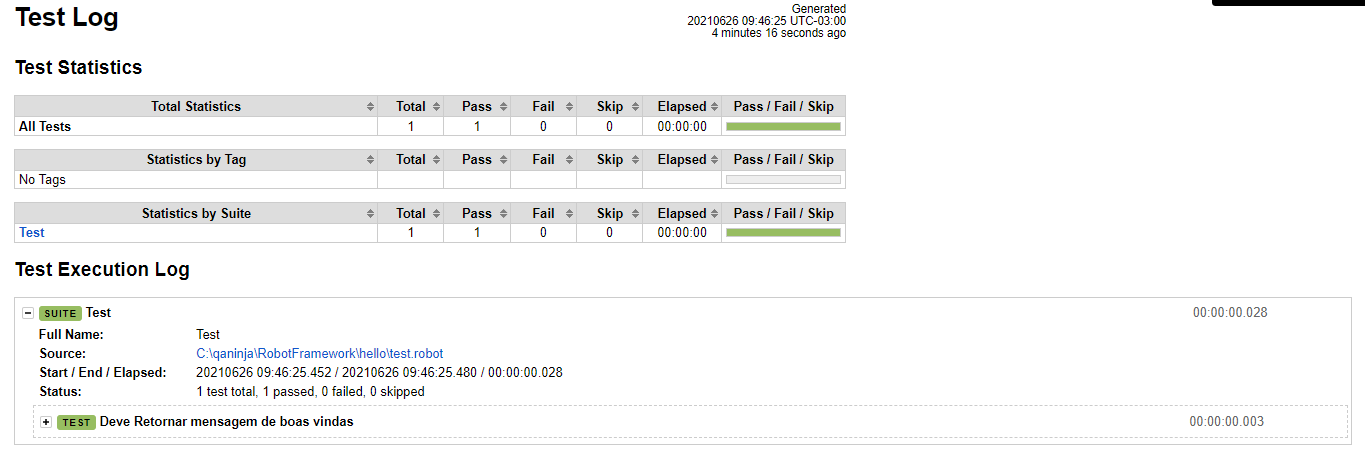 Test Log
Generated
20210626 09:46:25 UTC-03:00
4 minutes 16 seconds ago
Test Statistics
Total Statistics Total Pass Fail Skip Elapsed Pass / Fail / Skip
All Tests 1 1 0 0 00:00:00
Statistics by Tag Total Pass Fail Skip Elapsed Pass / Fail / Skip
No Tags
Statistics by Suite Total Pass Fail Skip Elapsed Pass / Fail / Skip
Test 1 1 0 0 00:00:00
Test Execution Log
SUITE Test 00:00:00.028
Full Name: Test
Source: C:\qaninja\RobotFramework\hello\test.robot
Start / End / Elapsed: 20210626 09:46:25.452 / 20210626 09:46:25.480 / 00:00:00.028
Status: 1 test total, 1 passed, 0 failed, 0 skipped
TEST Deve Retornar mensagem de boas vindas 00:00:00.003